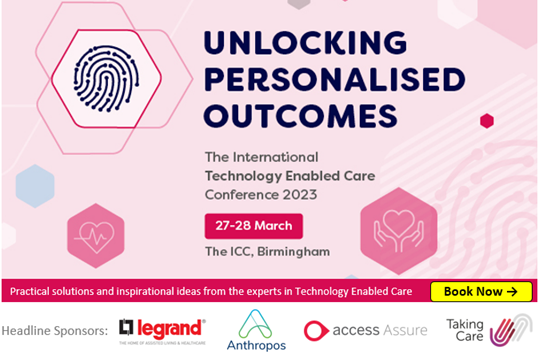 UNLOCKING
PERSONALISED
OUTCOMES
The International
Technology Enabled Care
Conference 2023
27-28 March
The ICC, Birmingham
Practical solutions and inspirational ideas from the experts in Technology Enabled Care
Book Now →
Headline Sponsors:
legrand®
THE HOME OF ASSISTED LIVING & HEALTHCARE
Anthropos
access Assure
Taking
Care